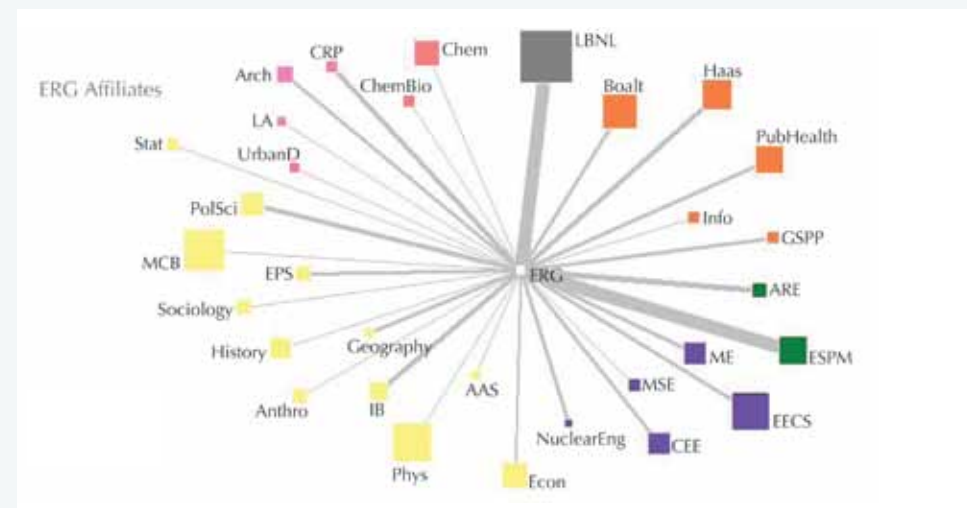 ERG Affiliates
CRP
Chem
LBNL
Arch
ChemBio
Boalt
Haas
LA
Stat
UrbanD
PubHealth
PolSci
Info
GSPP
MCB
EPS
ERG
ARE
Sociology
History
Geography
ME
ESPM
Anthro
IB
AAS
MSE
EECS
NuclearEng
CEE
Phys
Econ